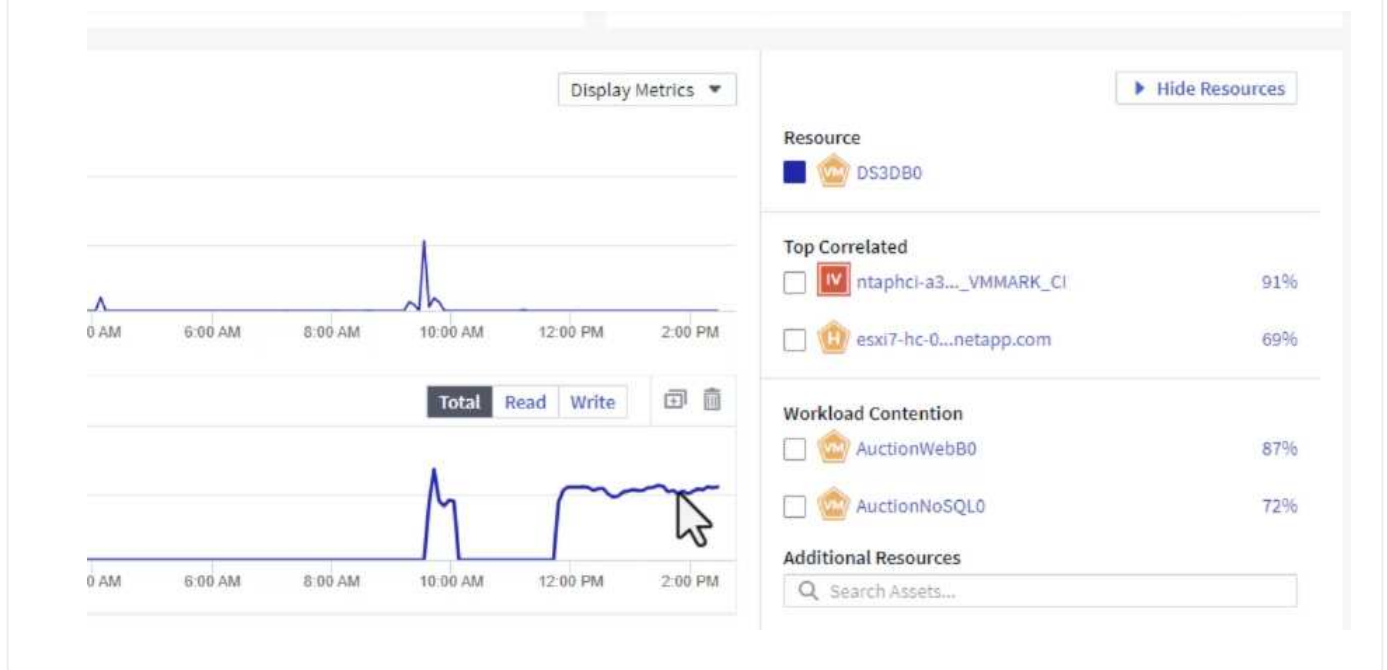 Display Metrics
Hide Resources
Resource
VM DS3DB0
Top Correlated
IV ntaphci-a3..._VMMARK_CI 91%
H esxi7-hc-0...netapp.com 69%
0 AM 6:00 AM 8:00 AM 10:00 AM 12:00 PM 2:00 PM
Total Read Write
Workload Contention
VM AuctionWebB0 87%
VM AuctionNoSQL0 72%
Additional Resources
Search Assets...
0 AM 6:00 AM 8:00 AM 10:00 AM 12:00 PM 2:00 PM